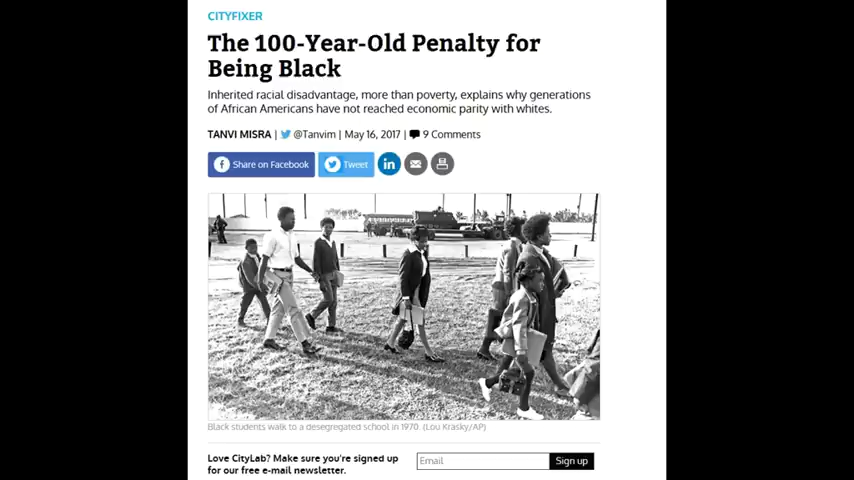 CITYFIXER
The 100-Year-Old Penalty for
Being Black
Inherited racial disadvantage, more than poverty, explains why generations
of African Americans have not reached economic parity with whites.
TANVI MISRA | @Tanvim | May 16, 2017 | 9 Comments
f Share on Facebook Tweet in
Black students walk to a desegregated school in 1970. (Lou Krasky/AP)
Love CityLab? Make sure you're signed up
for our free e-mail newsletter.
Email Sign up